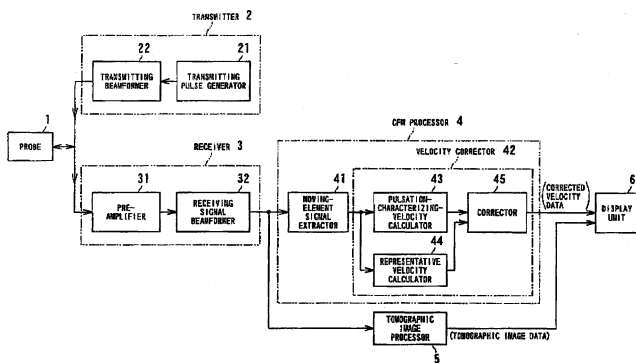 TRANSMITTER 2
22
21
TRANSMITTING
BEAMFORMER
TRANSMITTING
PULSE GENERATOR
1
PROBE
CFM PROCESSOR 4
RECEIVER 3
VELOCITY CORRECTOR 42
31
32
41
43
45
6
PRE-
AMPLIFIER
RECEIVING
SIGNAL
BEAMFORMER
MOVING-
ELEMENT
SIGNAL
EXTRACTOR
PULSATION-
CHARACTERIZING-
VELOCITY
CALCULATOR
CORRECTOR
(CORRECTED
VELOCITY
DATA)
DISPLAY
UNIT
44
REPRESENTATIVE
VELOCITY
CALCULATOR
TOMOGRAPHIC
IMAGE
PROCESSOR
(TOMOGRAPHIC IMAGE DATA)
5